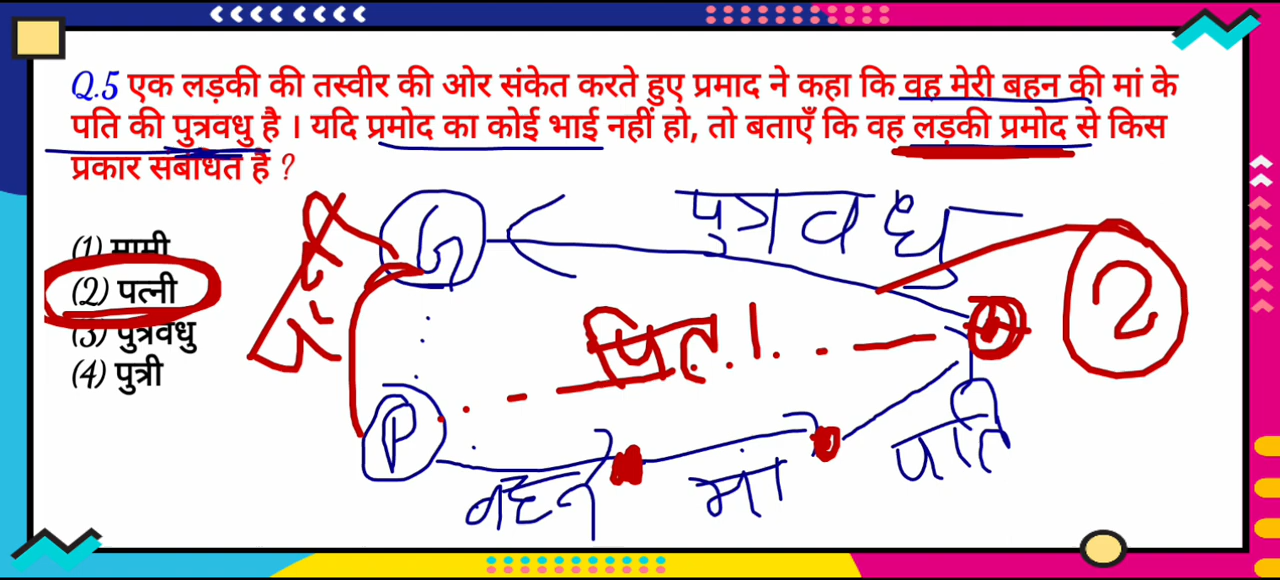 Q.5 एक लड़की की तस्वीर की ओर संकेत करते हुए प्रमाद ने कहा कि वह मेरी बहन की मां के
पति की पुत्रवधु है । यदि प्रमोद का कोई भाई नहीं हो, तो बताएँ कि वह लड़की प्रमोद से किस
प्रकार संबंधित है ?
पुत्रवधु
(1) मामी
G
(2) पत्नी
2
पिता
(3) पुत्रवधु
(4) पुत्री
P
पति
बहन
मा